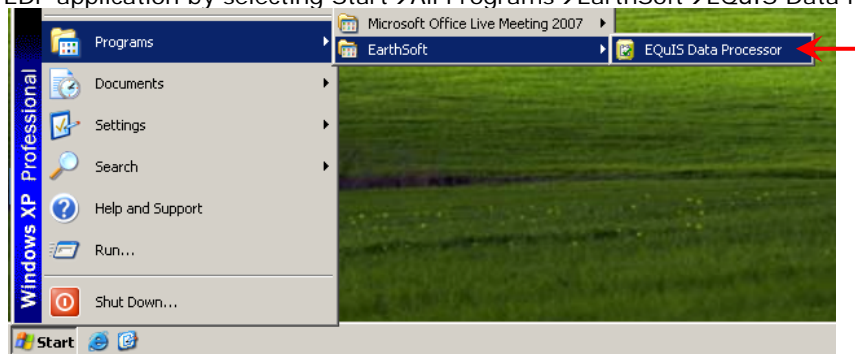 EDP application by selecting Start→All Programs→EarthSoft→EQuIS Data
Programs
Microsoft Office Live Meeting 2007
EarthSoft
EQuIS Data Processor
Documents
Settings
Search
Help and Support
Run...
Shut Down...
Windows XP Professional
Start